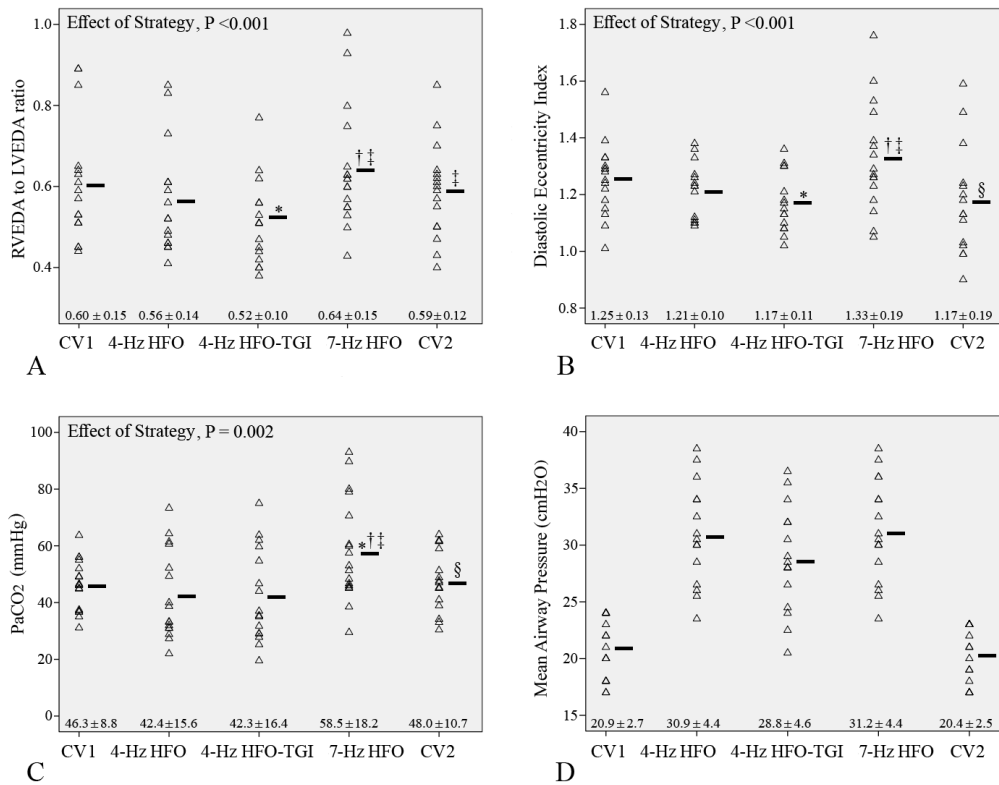 Effect of Strategy, P <0.001
RVEDA to LVEDA ratio
1.0
0.8
0.6
0.4
†‡
‡
*
0.60 ± 0.15 0.56 ± 0.14 0.52 ± 0.10 0.64 ± 0.15 0.59 ± 0.12
CV1 4-Hz HFO 4-Hz HFO-TGI 7-Hz HFO CV2
A
Effect of Strategy, P <0.001
Diastolic Eccentricity Index
1.8
1.6
1.4
1.2
1.0
0.8
†‡
*
§
1.25 ± 0.13 1.21 ± 0.10 1.17 ± 0.11 1.33 ± 0.19 1.17 ± 0.19
CV1 4-Hz HFO 4-Hz HFO-TGI 7-Hz HFO CV2
B
Effect of Strategy, P = 0.002
PaCO2 (mmHg)
100
80
60
40
20
0
*†‡
§
46.3 ± 8.8 42.4 ± 15.6 42.3 ± 16.4 58.5 ± 18.2 48.0 ± 10.7
CV1 4-Hz HFO 4-Hz HFO-TGI 7-Hz HFO CV2
C
Mean Airway Pressure (cmH2O)
40
35
30
25
20
15
20.9 ± 2.7 30.9 ± 4.4 28.8 ± 4.6 31.2 ± 4.4 20.4 ± 2.5
CV1 4-Hz HFO 4-Hz HFO-TGI 7-Hz HFO CV2
D